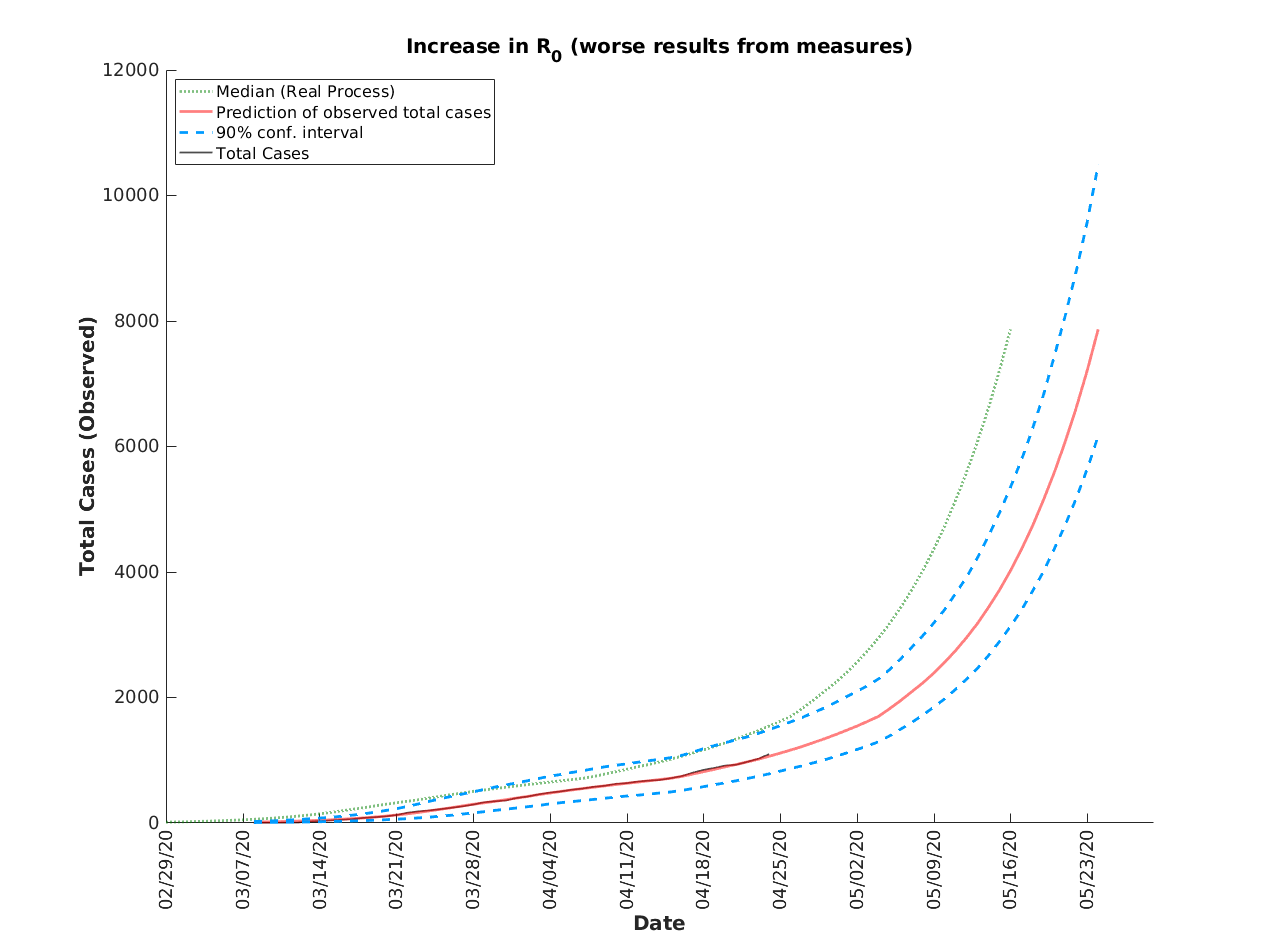 Increase in R0 (worse results from measures)
12000
10000
8000
6000
4000
2000
0
Total Cases (Observed)
Median (Real Process)
Prediction of observed total cases
90% conf. interval
Total Cases
02/29/20
03/07/20
03/14/20
03/21/20
03/28/20
04/04/20
04/11/20
04/18/20
04/25/20
05/02/20
05/09/20
05/16/20
05/23/20
Date